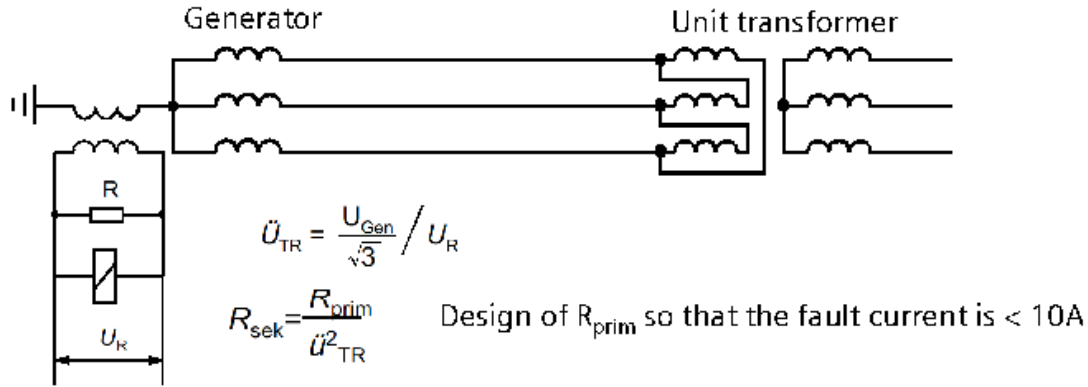 Generator
Unit transformer
R
Ü_TR = U_Gen / √3 / U_R
R_sek = R_prim / ü²_TR
Design of R_prim so that the fault current is < 10A
U_R